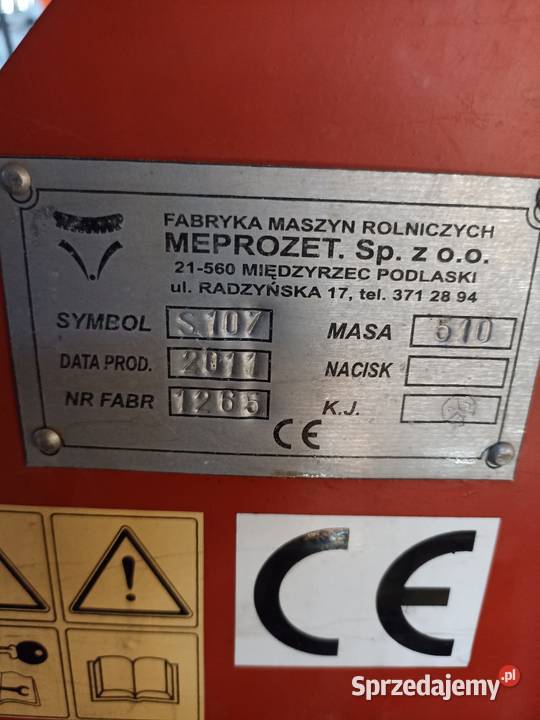 FABRYKA MASZYN ROLNICZYCH
MEPROZET. Sp. z o.o.
21-560 MIĘDZYRZEC PODLASKI
ul. RADZYŃSKA 17, tel. 371 28 94
SYMBOL S107 MASA 510
DATA PROD. 2011 NACISK
NR FABR 1265 K.J.
CE
CE
Sprzedajemy.pl